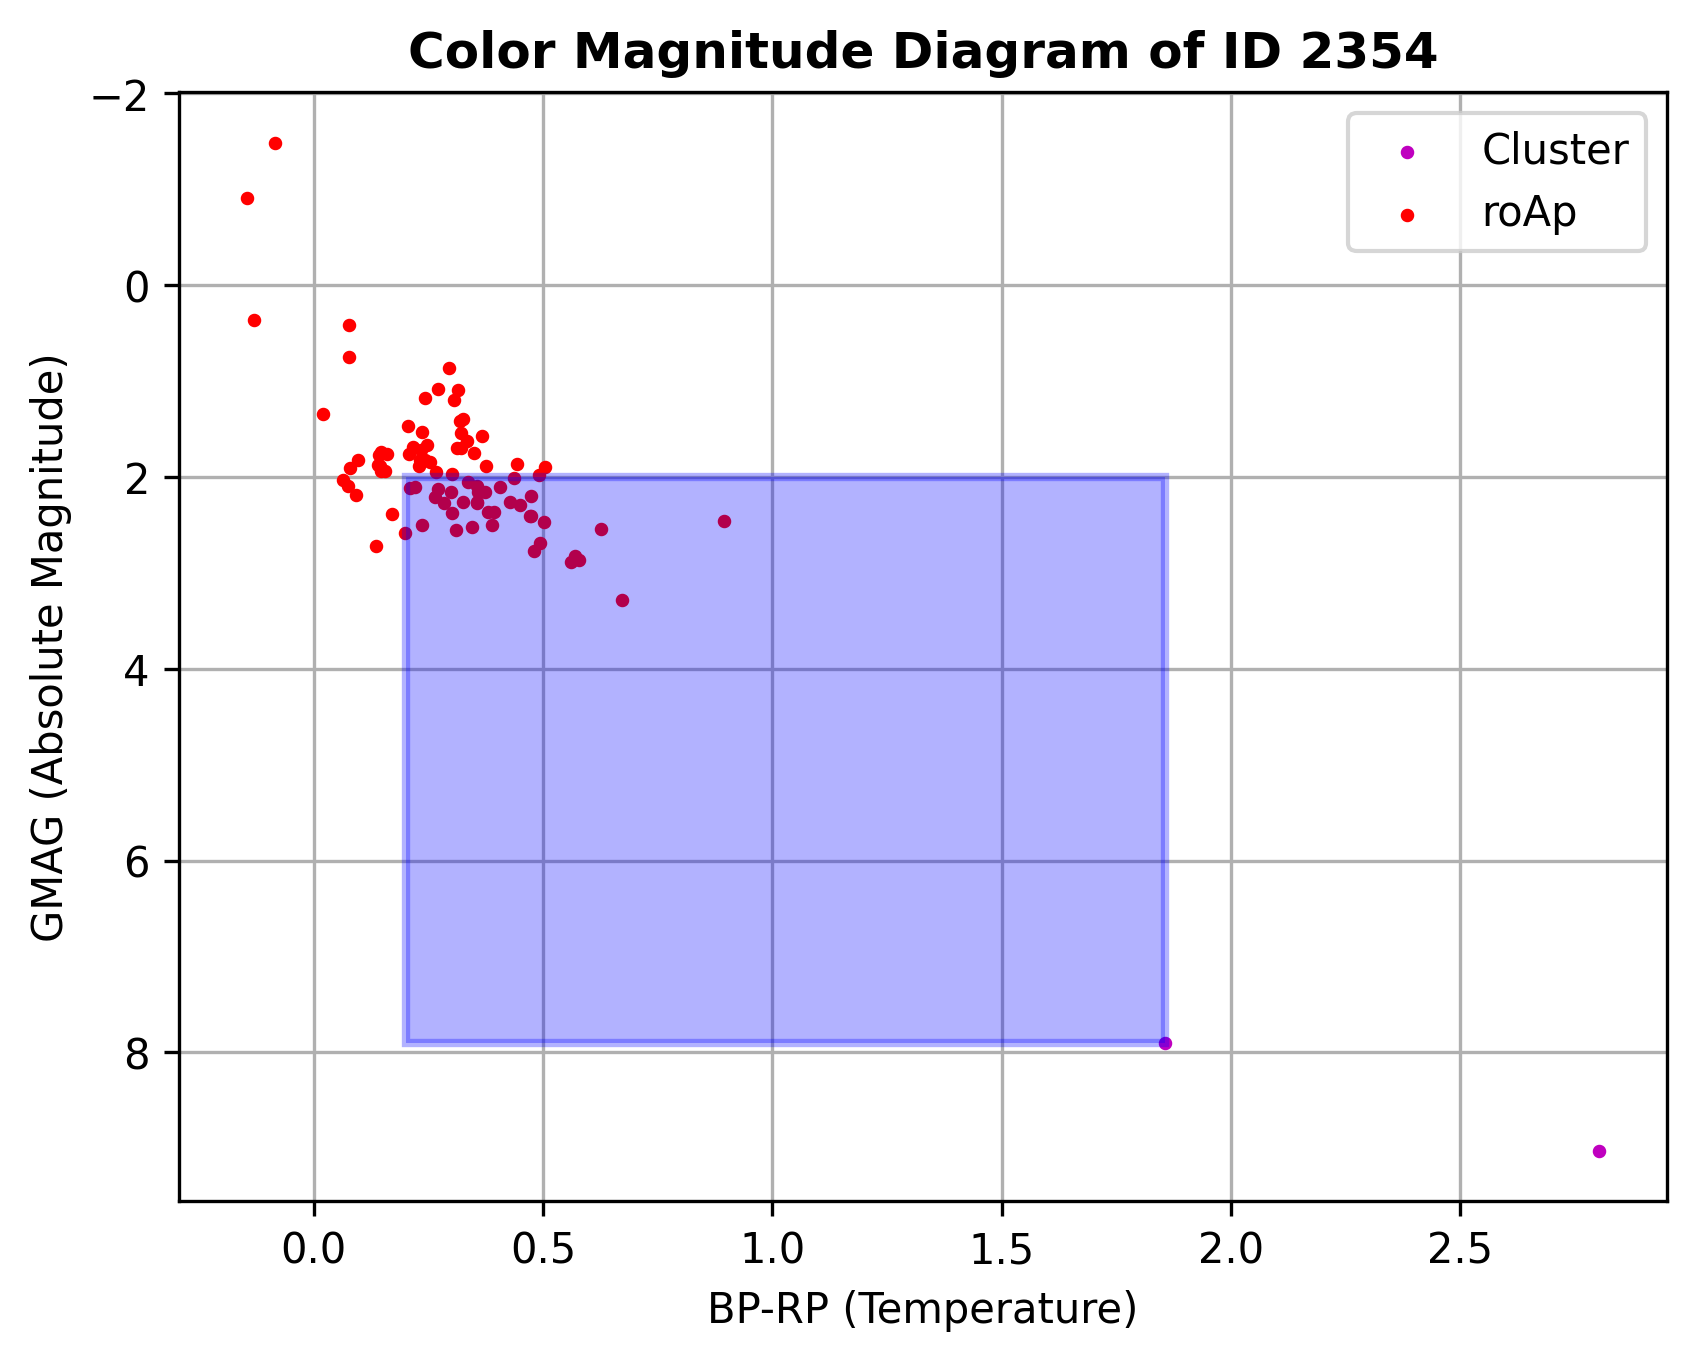 Color Magnitude Diagram of ID 2354
Cluster
roAp
GMAG (Absolute Magnitude)
−2
0
2
4
6
8
0.0 0.5 1.0 1.5 2.0 2.5
BP-RP (Temperature)